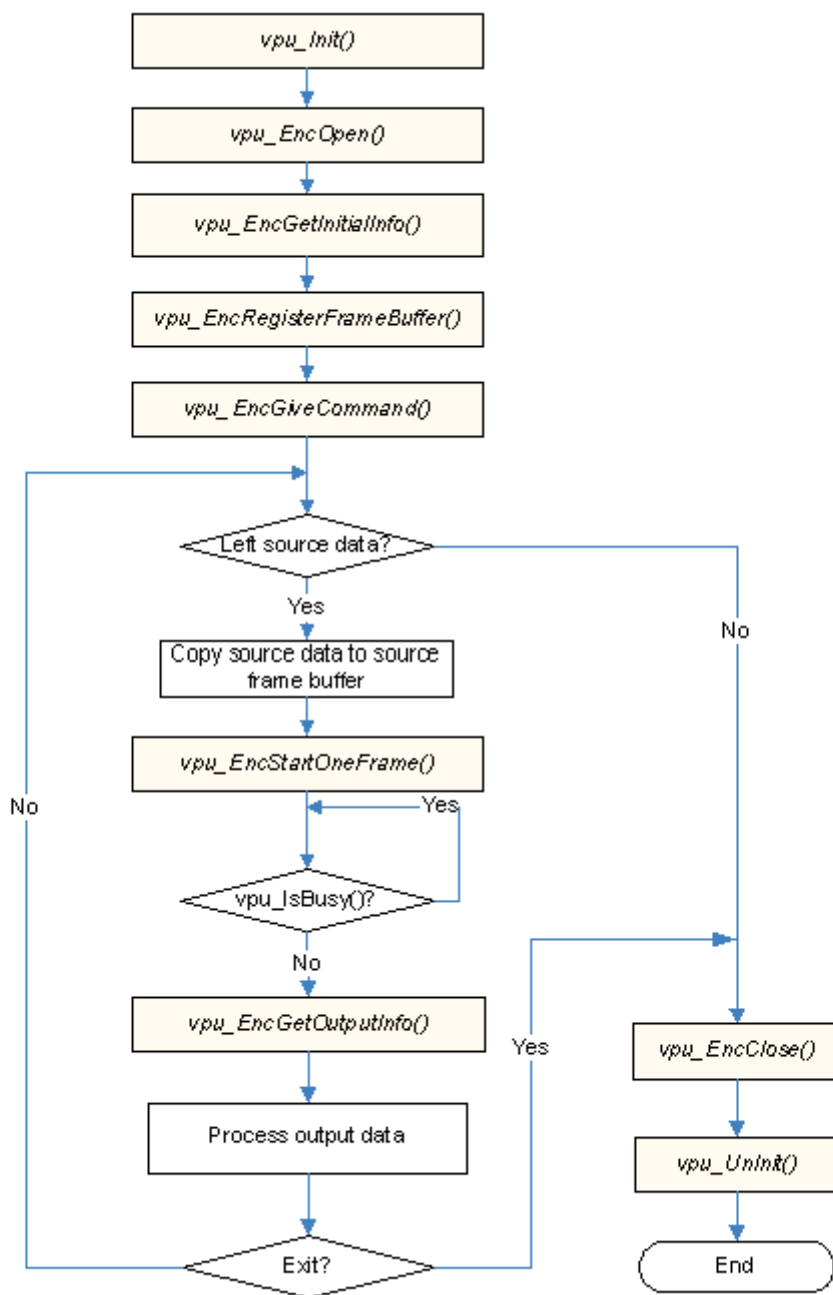 vpu_Init()
vpu_EncOpen()
vpu_EncGetInitialInfo()
vpu_EncRegisterFrameBuffer()
vpu_EncGiveCommand()
Left source data?
Yes
No
Copy source data to source
frame buffer
vpu_EncStartOneFrame()
No
Yes
vpu_IsBusy()?
No
vpu_EncGetOutputInfo()
Yes
vpu_EncClose()
Process output data
vpu_UnInit()
Exit?
End